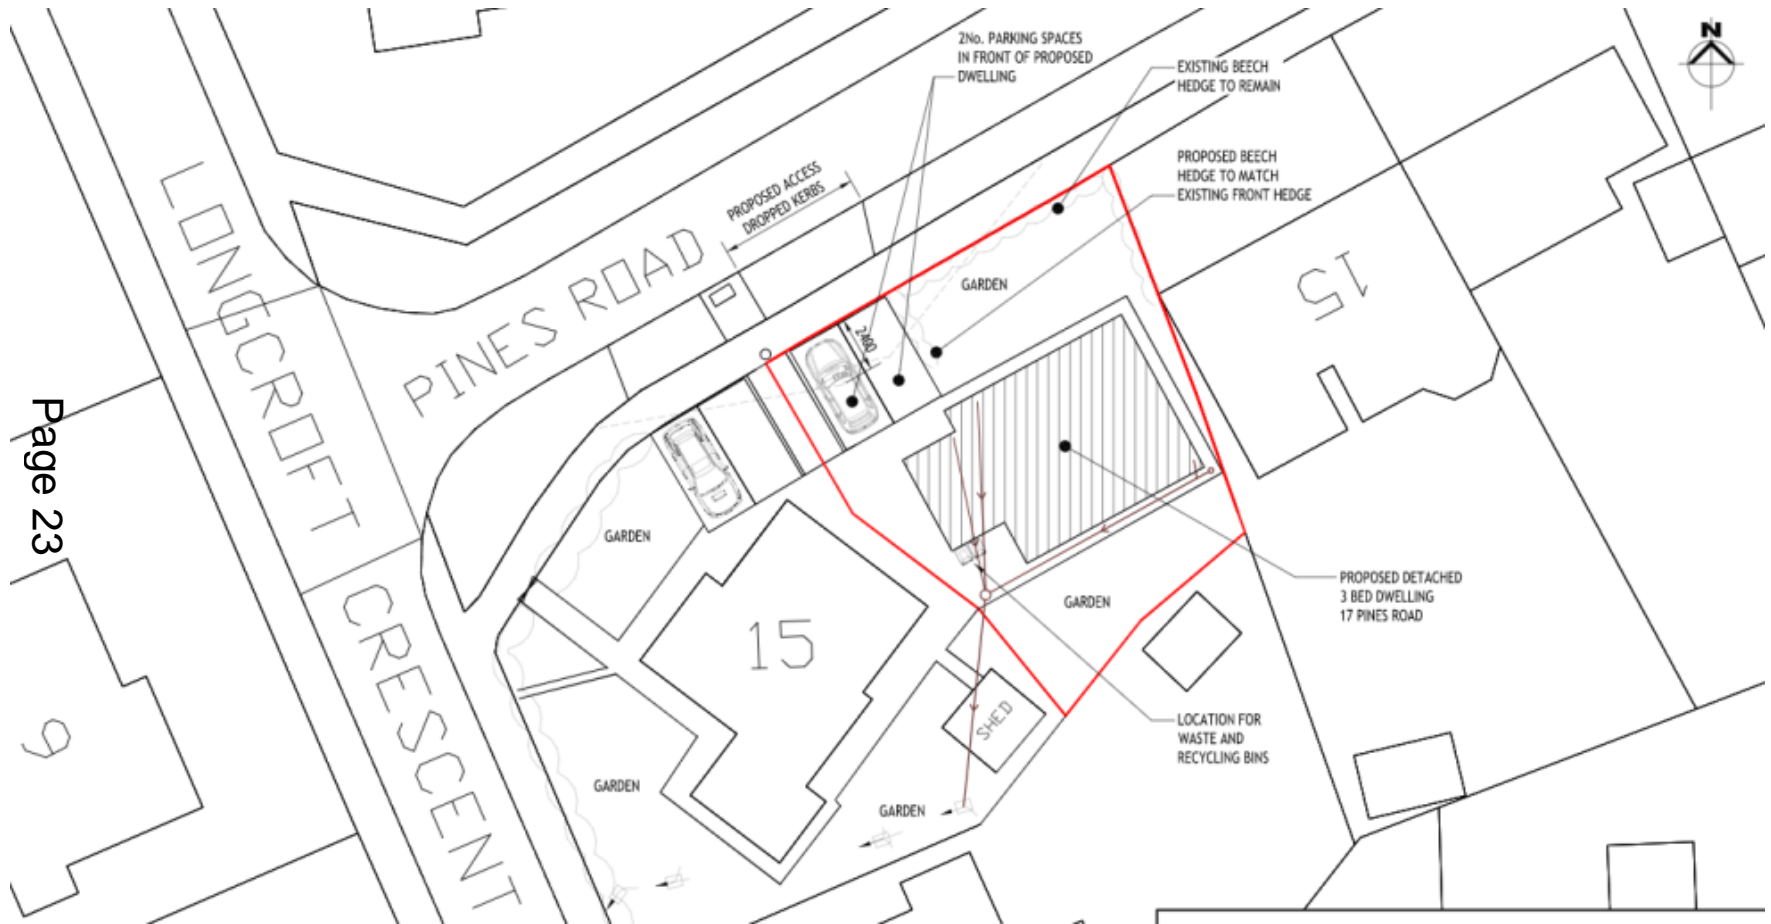 N
2No. PARKING SPACES
IN FRONT OF PROPOSED
DWELLING
EXISTING BEECH
HEDGE TO REMAIN
PROPOSED BEECH
HEDGE TO MATCH
EXISTING FRONT HEDGE
PROPOSED ACCESS
DROPPED KERBS
LONGCROFT
CRESCENT
PINES ROAD
GARDEN
15
2400
Page 23
GARDEN
15
GARDEN
PROPOSED DETACHED
3 BED DWELLING
17 PINES ROAD
SHED
LOCATION FOR
WASTE AND
RECYCLING BINS
9
GARDEN
GARDEN